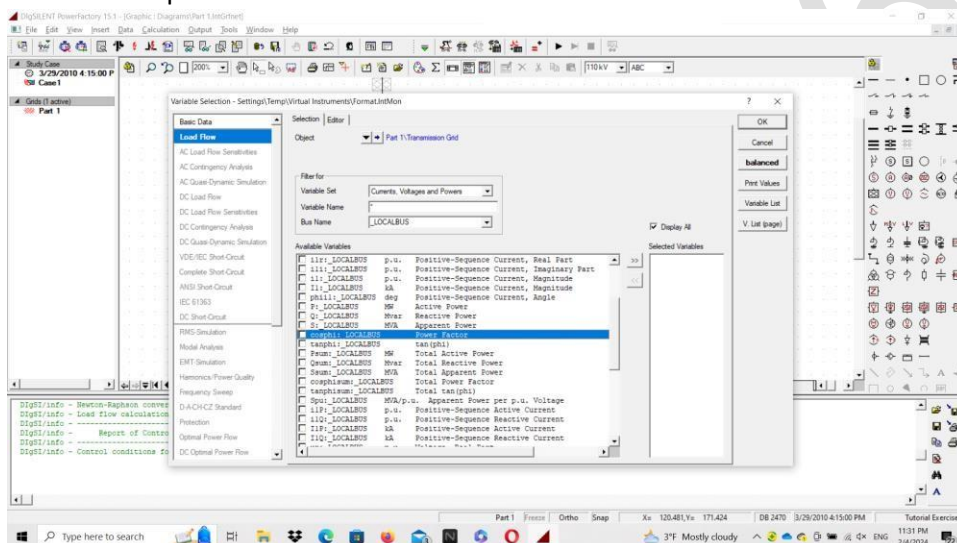 DIgSILENT PowerFactory 15.1 - [Graphic : Diagrams\Part 1.IntGrfnet]
File Edit View Insert Data Calculation Output Tools Window Help
200%
110 kV
ABC
Study Case
3/29/2010 4:15:00 P
Case1
Grids (1 active)
Part 1
Variable Selection - Settings\Temp\Virtual Instruments\Format.IntMon
? ×
Basic Data
Load Flow
AC Load Flow Sensitivities
AC Contingency Analysis
AC Quasi-Dynamic Simulation
DC Load Flow
DC Load Flow Sensitivities
DC Contingency Analysis
DC Quasi-Dynamic Simulation
VDE/IEC Short-Circuit
Complete Short-Circuit
ANSI Short-Circuit
IEC 61363
DC Short-Circuit
RMS-Simulation
Modal Analysis
EMT-Simulation
Harmonics/Power Quality
Frequency Sweep
D-A-CH-CZ Standard
Protection
Optimal Power Flow
DC Optimal Power Flow
Selection Editor
Object Part 1\Transmission Grid
Filter for
Variable Set Currents, Voltages and Powers
Variable Name *
Bus Name _LOCALBUS
Display All
Available Variables
i1r:_LOCALBUS p.u. Positive-Sequence Current, Real Part
i1i:_LOCALBUS p.u. Positive-Sequence Current, Imaginary Part
i1:_LOCALBUS p.u. Positive-Sequence Current, Magnitude
I1:_LOCALBUS kA Positive-Sequence Current, Magnitude
phii1:_LOCALBUS deg Positive-Sequence Current, Angle
P:_LOCALBUS MW Active Power
Q:_LOCALBUS Mvar Reactive Power
S:_LOCALBUS MVA Apparent Power
cosphi:_LOCALBUS Power Factor
tanphi:_LOCALBUS tan(phi)
Psum:_LOCALBUS MW Total Active Power
Qsum:_LOCALBUS Mvar Total Reactive Power
Ssum:_LOCALBUS MVA Total Apparent Power
cosphisum:_LOCALBUS Total Power Factor
tanphisum:_LOCALBUS Total tan(phi)
Spu:_LOCALBUS MVA/p.u. Apparent Power per p.u. Voltage
i1P:_LOCALBUS p.u. Positive-Sequence Active Current
i1Q:_LOCALBUS p.u. Positive-Sequence Reactive Current
I1P:_LOCALBUS kA Positive-Sequence Active Current
I1Q:_LOCALBUS kA Positive-Sequence Reactive Current
Selected Variables
>>
<<
OK
Cancel
balanced
Print Values
Variable List
V. List (page)
DIgSI/info - Newton-Raphson conver
DIgSI/info - Load flow calculation
DIgSI/info - --------------------
DIgSI/info - Report of Contro
DIgSI/info - --------------------
DIgSI/info - Control conditions fo
Part 1 Freeze Ortho Snap X= 120.481,Y= 171.424 DB 2470 3/29/2010 4:15:00 PM Tutorial Exercise
Type here to search
3°F Mostly cloudy
ENG
11:31 PM
2/4/2024